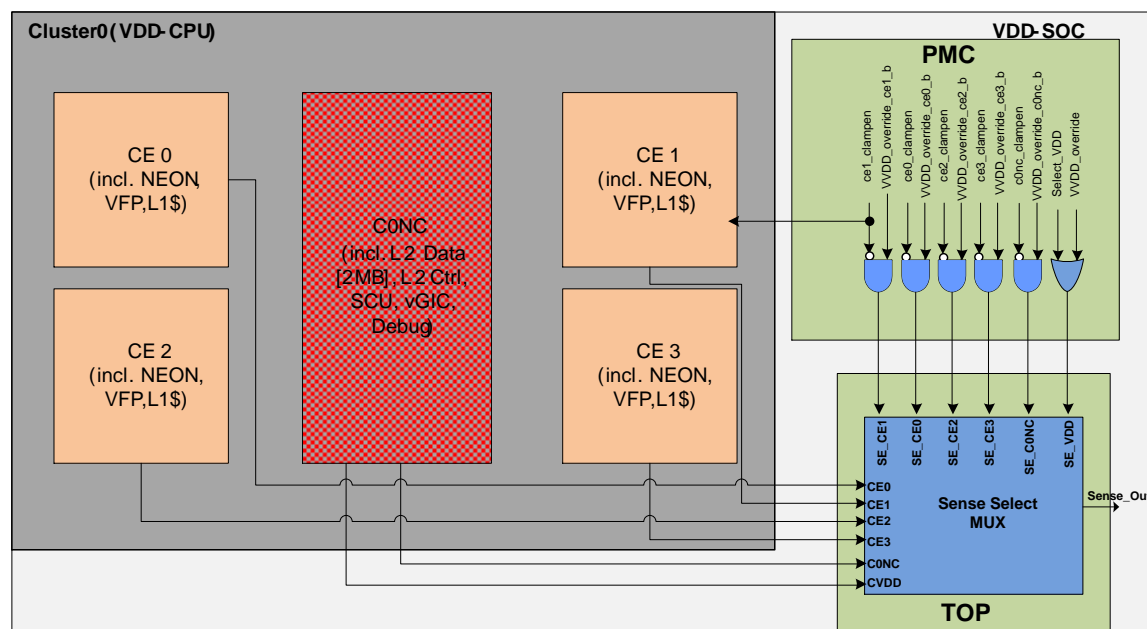 Cluster0(VDD-CPU)
VDD-SOC
PMC
CE 0
(incl. NEON,
VFP,L1$)
C0NC
(incl. L2 Data
[2MB], L2 Ctrl,
SCU, vGIC,
Debug)
CE 1
(incl. NEON,
VFP,L1$)
CE 2
(incl. NEON,
VFP,L1$)
CE 3
(incl. NEON,
VFP,L1$)
ce1_clampen
VVDD_override_ce1_b
ce0_clampen
VVDD_override_ce0_b
ce2_clampen
VVDD_override_ce2_b
ce3_clampen
VVDD_override_ce3_b
c0nc_clampen
VVDD_override_c0nc_b
Select_VDD
VVDD_override
SE_CE1
SE_CE0
SE_CE2
SE_CE3
SE_C0NC
SE_VDD
CE0
CE1
CE2
CE3
C0NC
CVDD
Sense Select
MUX
Sense_Ou
TOP